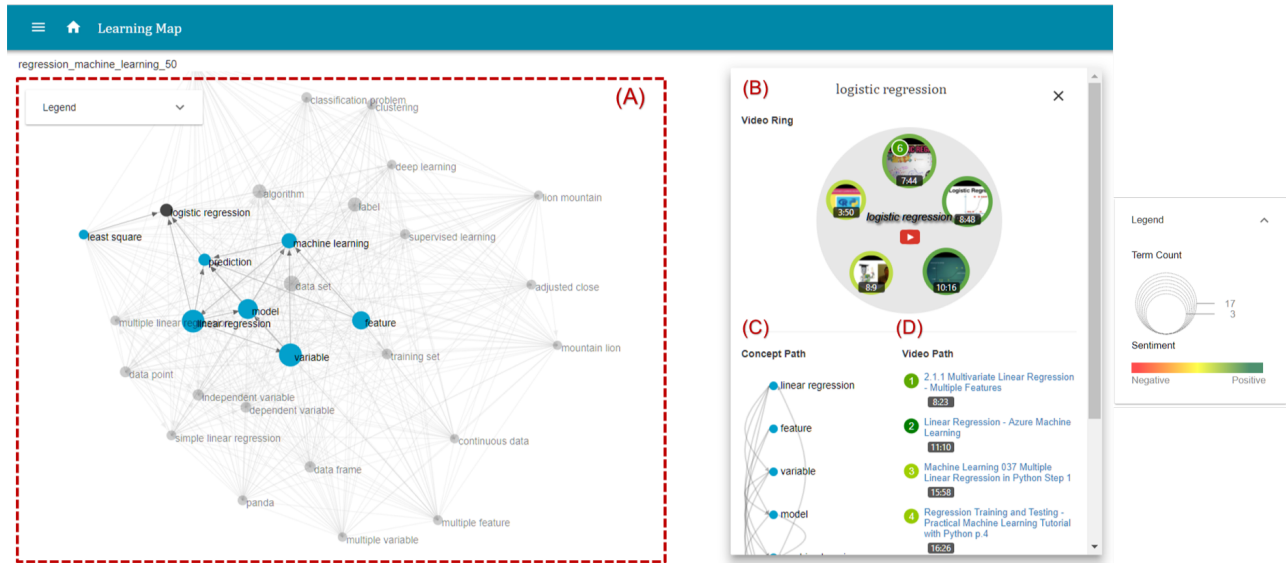 Learning Map
regression_machine_learning_50
Legend
(A)
classification problem
clustering
deep learning
algorithm
lion mountain
label
logistic regression
least square
supervised learning
machine learning
prediction
data set
adjusted close
model
multiple linear regression
linear regression
feature
mountain lion
variable
training set
data point
independent variable
dependent variable
simple linear regression
continuous data
data frame
panda
multiple feature
multiple variable
(B)
logistic regression
Video Ring
6
7:44
3:50
Logistic Regre
8:48
logistic regression
8:9
10:16
(C)
Concept Path
linear regression
feature
variable
model
(D)
Video Path
1
2.1.1 Multivariate Linear Regression
- Multiple Features
8:23
2
Linear Regression - Azure Machine
Learning
11:10
3
Machine Learning 037 Multiple
Linear Regression in Python Step 1
15:58
4
Regression Training and Testing -
Practical Machine Learning Tutorial
with Python p.4
16:26
Legend
Term Count
17
3
Sentiment
Negative
Positive